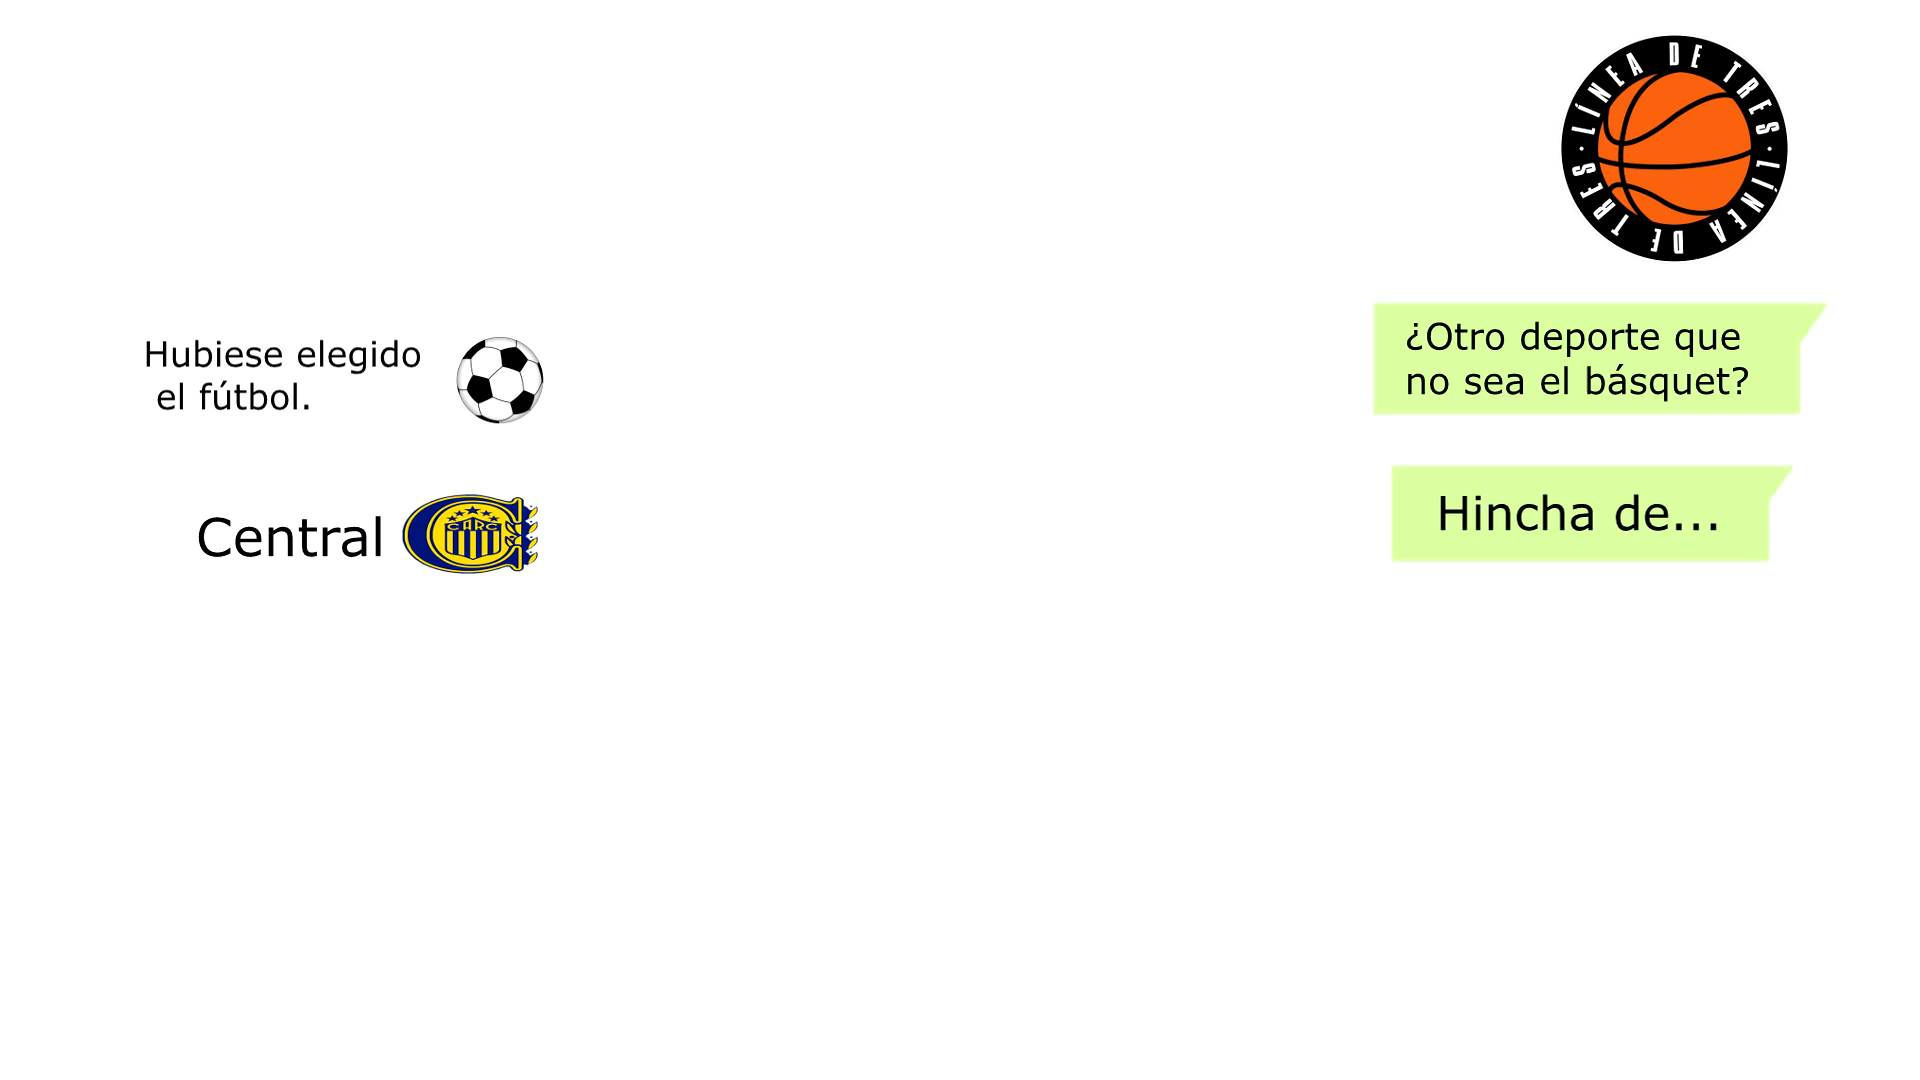 LÍNEA DE TRES · LÍNEA DE TRES ·
¿Otro deporte que
no sea el básquet?
Hubiese elegido
el fútbol.
Hincha de...
Central
CARC